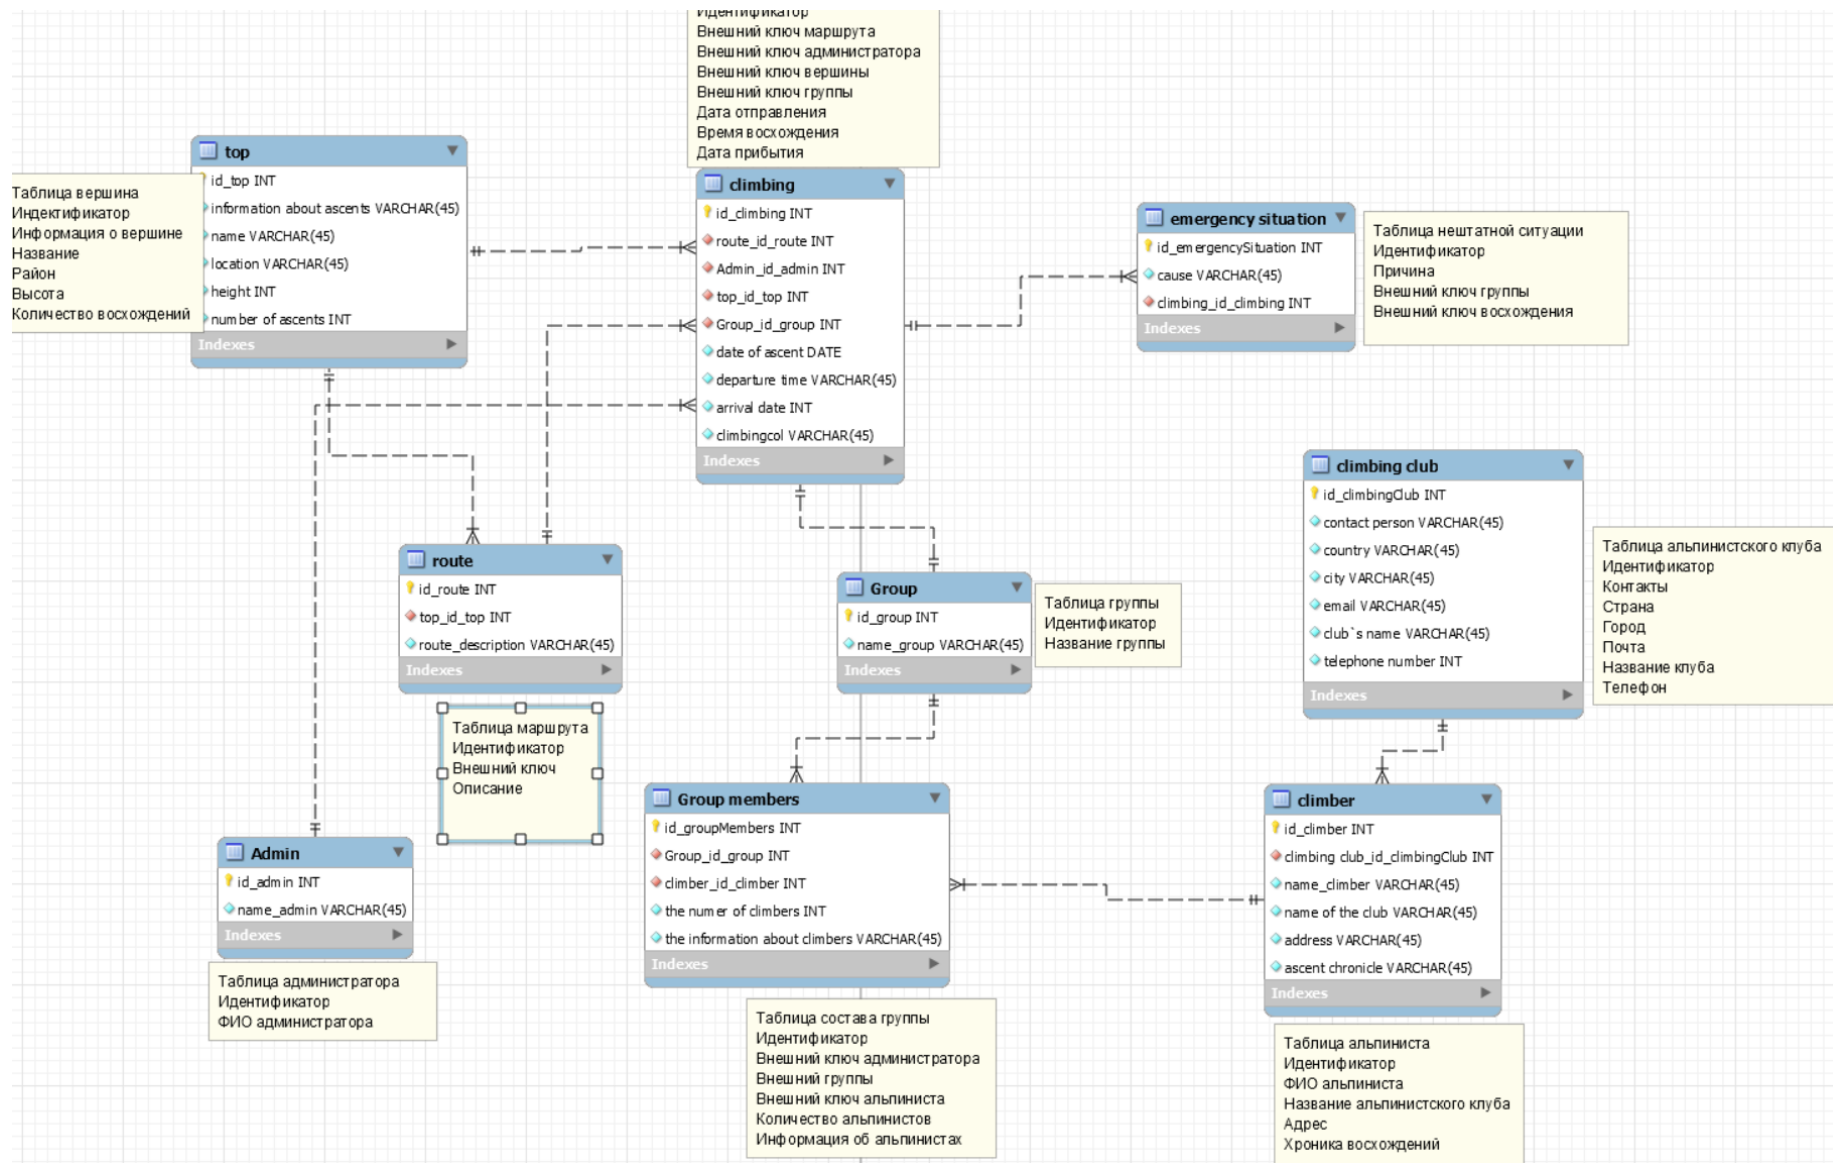 Идентификатор
Внешний ключ маршрута
Внешний ключ администратора
Внешний ключ вершины
Внешний ключ группы
Дата отправления
Время восхождения
Дата прибытия
top
id_top INT
information about ascents VARCHAR(45)
name VARCHAR(45)
location VARCHAR(45)
height INT
number of ascents INT
Indexes
Таблица вершина
Индектификатор
Информация о вершине
Название
Район
Высота
Количество восхождений
climbing
id_climbing INT
route_id_route INT
Admin_id_admin INT
top_id_top INT
Group_id_group INT
date of ascent DATE
departure time VARCHAR(45)
arrival date INT
climbingcol VARCHAR(45)
Indexes
emergency situation
id_emergencySituation INT
cause VARCHAR(45)
climbing_id_climbing INT
Indexes
Таблица нештатной ситуации
Идентификатор
Причина
Внешний ключ группы
Внешний ключ восхождения
climbing club
id_climbingClub INT
contact person VARCHAR(45)
country VARCHAR(45)
city VARCHAR(45)
email VARCHAR(45)
club`s name VARCHAR(45)
telephone number INT
Indexes
Таблица альпинистского клуба
Идентификатор
Контакты
Страна
Город
Почта
Название клуба
Телефон
route
id_route INT
top_id_top INT
route_description VARCHAR(45)
Indexes
Таблица маршрута
Идентификатор
Внешний ключ
Описание
Group
id_group INT
name_group VARCHAR(45)
Indexes
Таблица группы
Идентификатор
Название группы
Admin
id_admin INT
name_admin VARCHAR(45)
Indexes
Таблица администратора
Идентификатор
ФИО администратора
Group members
id_groupMembers INT
Group_id_group INT
climber_id_climber INT
the numer of climbers INT
the information about climbers VARCHAR(45)
Indexes
Таблица состава группы
Идентификатор
Внешний ключ администратора
Внешний группы
Внешний ключ альпиниста
Количество альпинистов
Информация об альпинистах
climber
id_climber INT
climbing club_id_climbingClub INT
name_climber VARCHAR(45)
name of the club VARCHAR(45)
address VARCHAR(45)
ascent chronicle VARCHAR(45)
Indexes
Таблица альпиниста
Идентификатор
ФИО альпиниста
Название альпинистского клуба
Адрес
Хроника восхождений